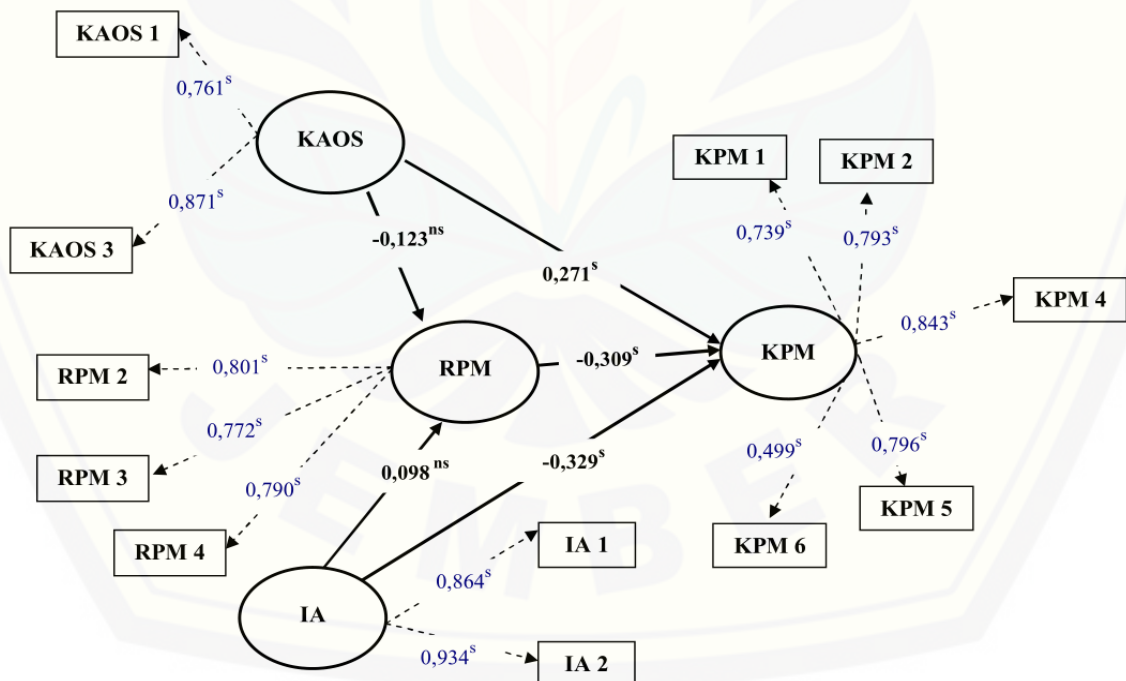 KAOS 1
0,761s
KAOS
KPM 1
KPM 2
0,871s
-0,123ns
0,739s
0,793s
KAOS 3
0,271s
KPM 4
0,843s
RPM 2
0,801s
RPM
-0,309s
KPM
0,772s
0,499s
0,796s
RPM 3
0,098 ns
-0,329s
0,790s
KPM 5
RPM 4
IA 1
KPM 6
0,864s
IA
0,934s
IA 2
JEMBER